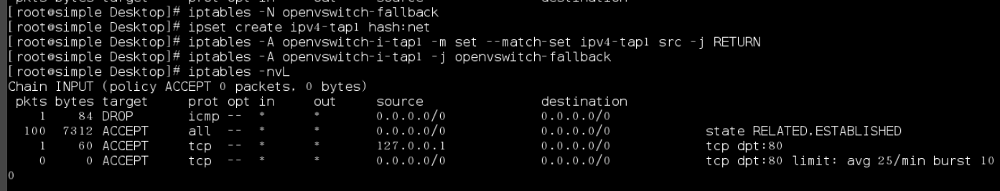 [root@simple Desktop]# iptables -N openvswitch-fallback
[root@simple Desktop]# ipset create ipv4-tap1 hash:net
[root@simple Desktop]# iptables -A openvswitch-i-tap1 -m set --match-set ipv4-tap1 src -j RETURN
[root@simple Desktop]# iptables -A openvswitch-i-tap1 -j openvswitch-fallback
[root@simple Desktop]# iptables -nvL
Chain INPUT (policy ACCEPT 0 packets, 0 bytes)
pkts bytes target prot opt in out source destination
1 84 DROP icmp -- * * 0.0.0.0/0 0.0.0.0/0
100 7312 ACCEPT all -- * * 0.0.0.0/0 0.0.0.0/0 state RELATED,ESTABLISHED
1 60 ACCEPT tcp -- * * 127.0.0.1 0.0.0.0/0 tcp dpt:80
0 0 ACCEPT tcp -- * * 0.0.0.0/0 0.0.0.0/0 tcp dpt:80 limit: avg 25/min burst 10
0